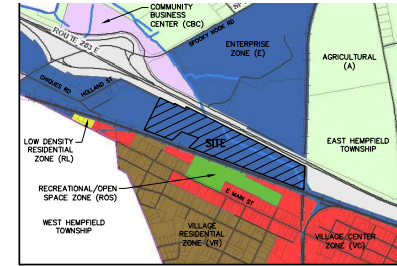 COMMUNITY
BUSINESS
CENTER (CBC)
ROUTE 283 E
SPOOKY NOOK RD
ENTERPRISE
ZONE (E)
AGRICULTURAL
(A)
CHIQUES RD
HOLLAND ST
LOW DENSITY
RESIDENTIAL
ZONE (RL)
SITE
EAST HEMPFIELD
TOWNSHIP
RECREATIONAL/OPEN
SPACE ZONE (ROS)
E MAIN ST
WEST HEMPFIELD
TOWNSHIP
VILLAGE
RESIDENTIAL
ZONE (VR)
VILLAGE CENTER
ZONE (VC)